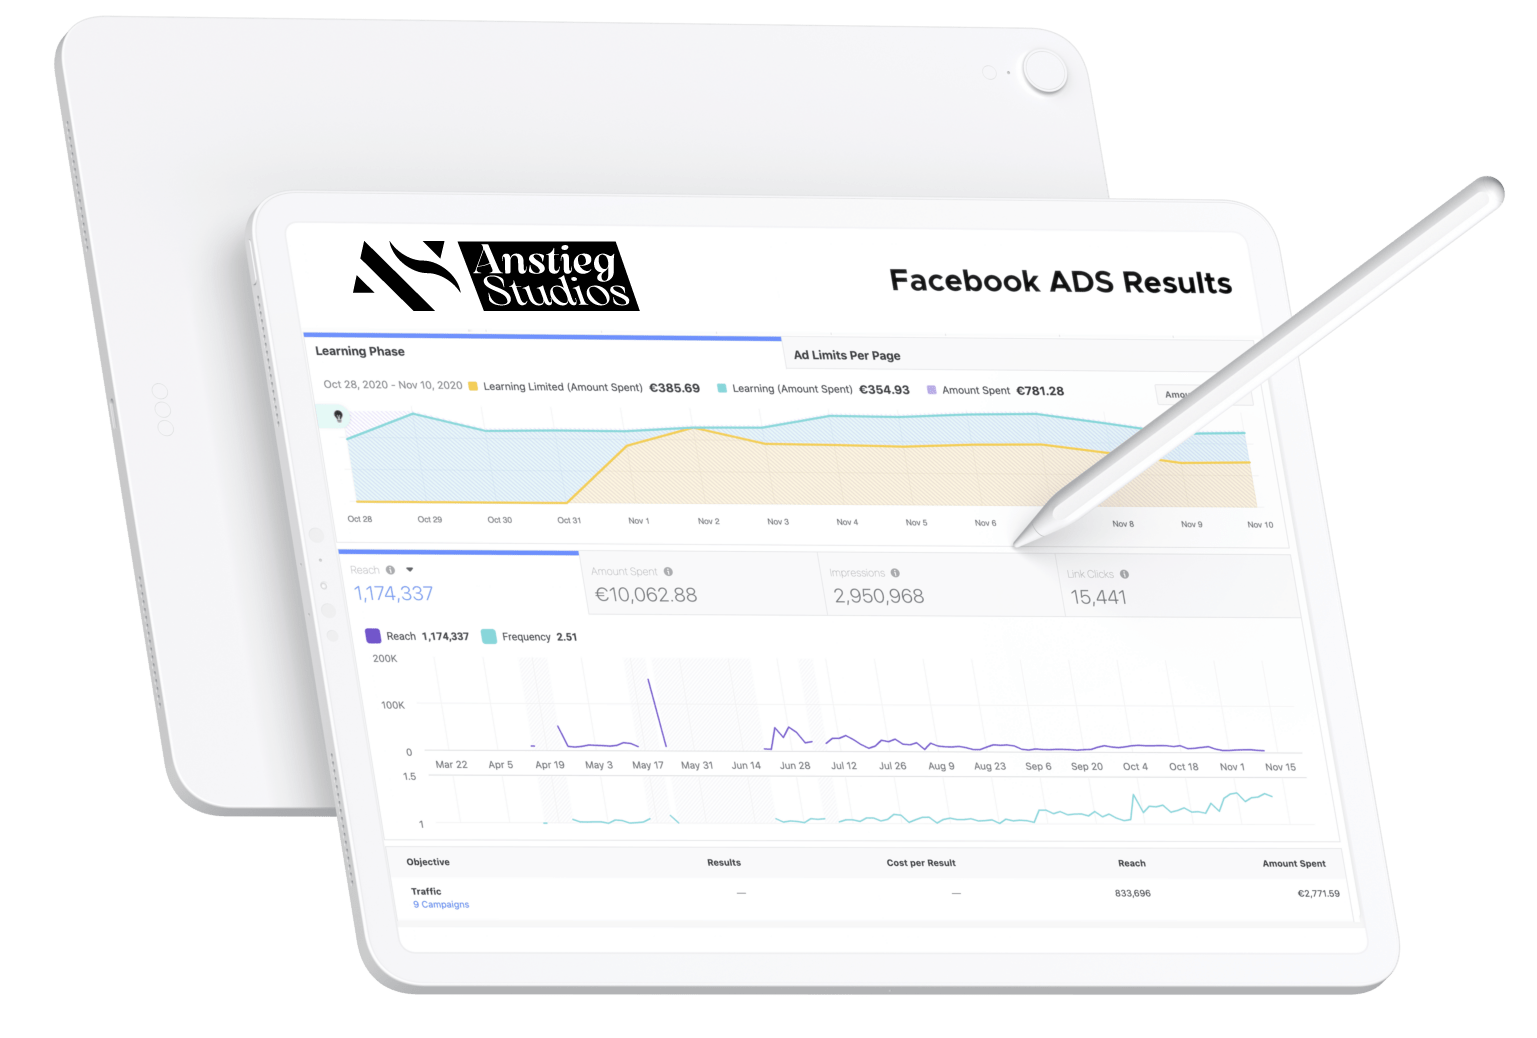 Anstieg
Studios
Facebook ADS Results
Learning Phase
Ad Limits Per Page
Oct 28, 2020 - Nov 10, 2020 Learning Limited (Amount Spent) €385.69 Learning (Amount Spent) €354.93 Amount Spent €781.28
Oct 28 Oct 29 Oct 30 Oct 31 Nov 1 Nov 2 Nov 3 Nov 4 Nov 5 Nov 6 Nov 8 Nov 9 Nov 10
Reach Amount Spent Impressions Link Clicks
1,174,337 €10,062.88 2,950,968 15,441
Reach 1,174,337 Frequency 2.51
200K
100K
0
Mar 22 Apr 5 Apr 19 May 3 May 17 May 31 Jun 14 Jun 28 Jul 12 Jul 26 Aug 9 Aug 23 Sep 6 Sep 20 Oct 4 Oct 18 Nov 1 Nov 15
1.5
1
Objective Results Cost per Result Reach Amount Spent
Traffic — — 833,696 €2,771.59
9 Campaigns